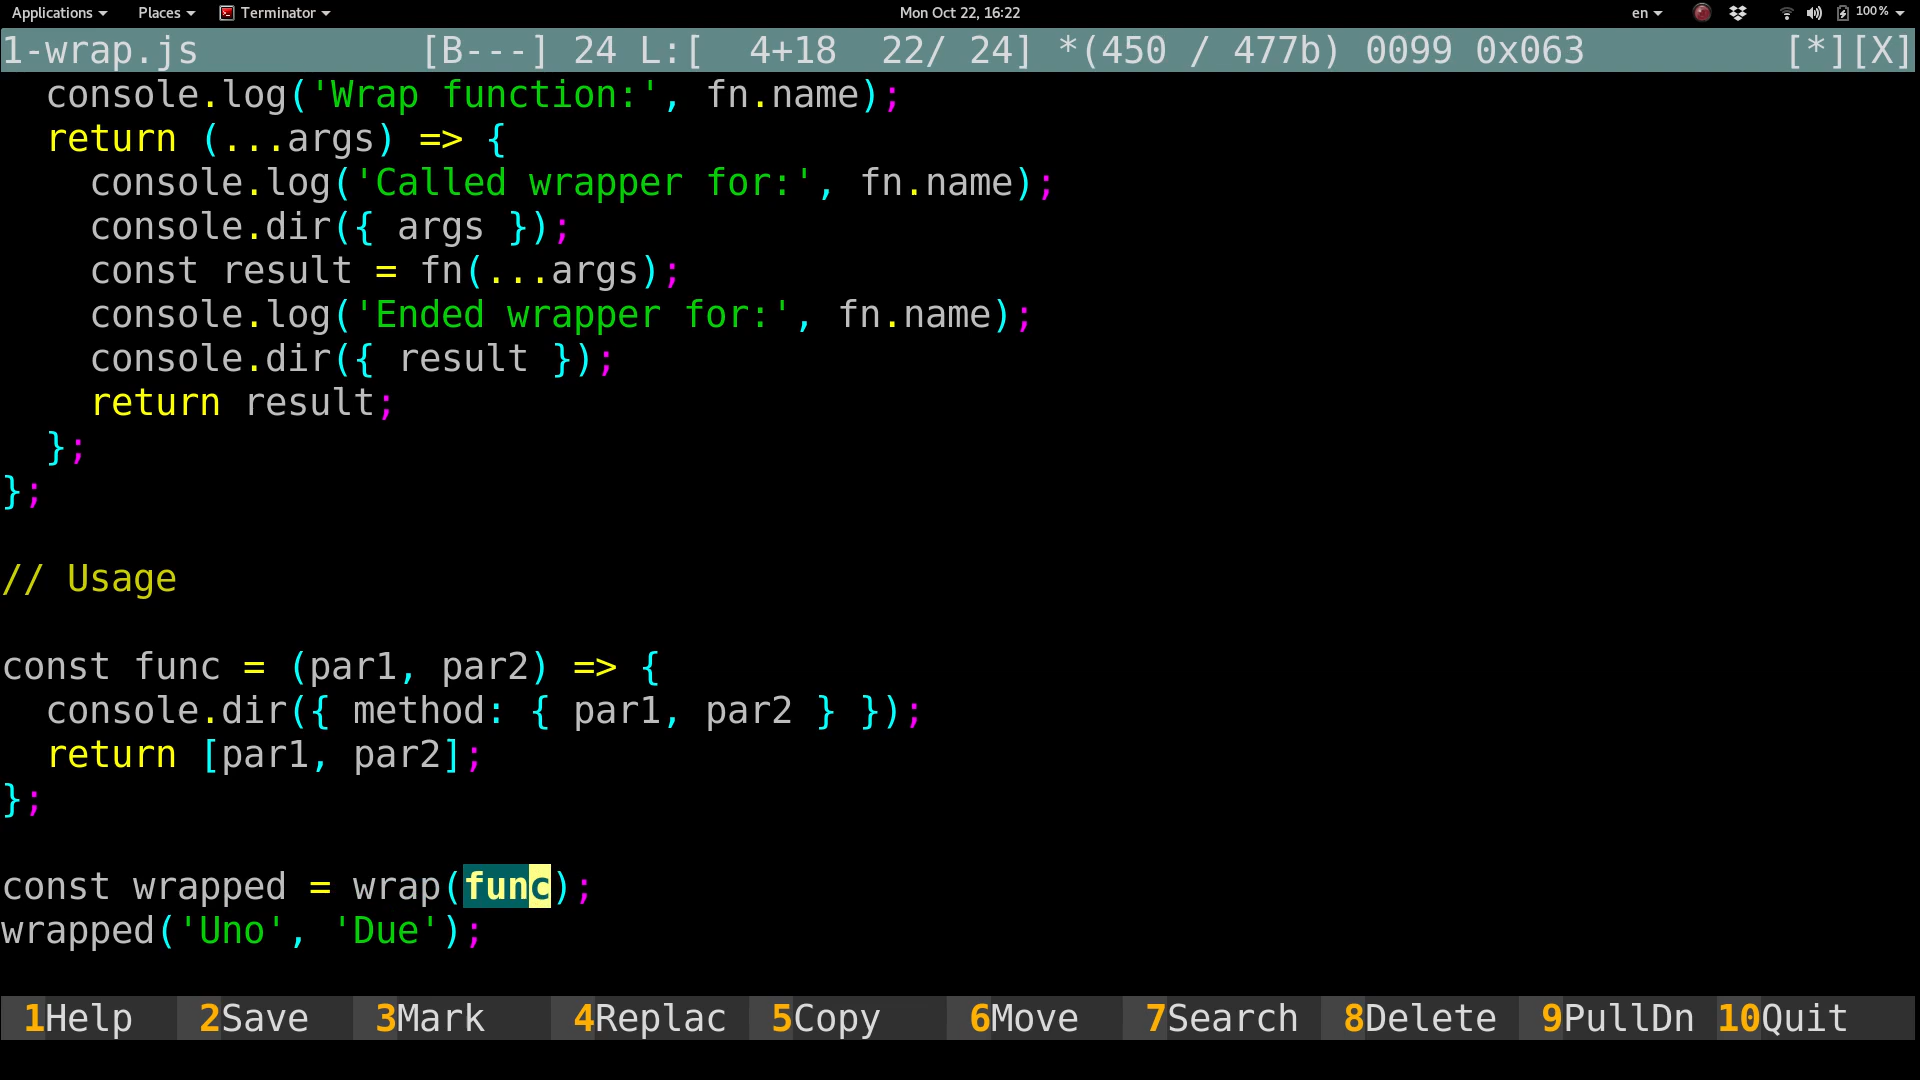 Applications Places Terminator Mon Oct 22, 16:22 en 100%
1-wrap.js [B---] 24 L:[ 4+18 22/ 24] *(450 / 477b) 0099 0x063 [*][X]
  console.log('Wrap function:', fn.name);
  return (...args) => {
    console.log('Called wrapper for:', fn.name);
    console.dir({ args });
    const result = fn(...args);
    console.log('Ended wrapper for:', fn.name);
    console.dir({ result });
    return result;
  };
};
// Usage
const func = (par1, par2) => {
  console.dir({ method: { par1, par2 } });
  return [par1, par2];
};
const wrapped = wrap(func);
wrapped('Uno', 'Due');
1Help 2Save 3Mark 4Replac 5Copy 6Move 7Search 8Delete 9PullDn 10Quit